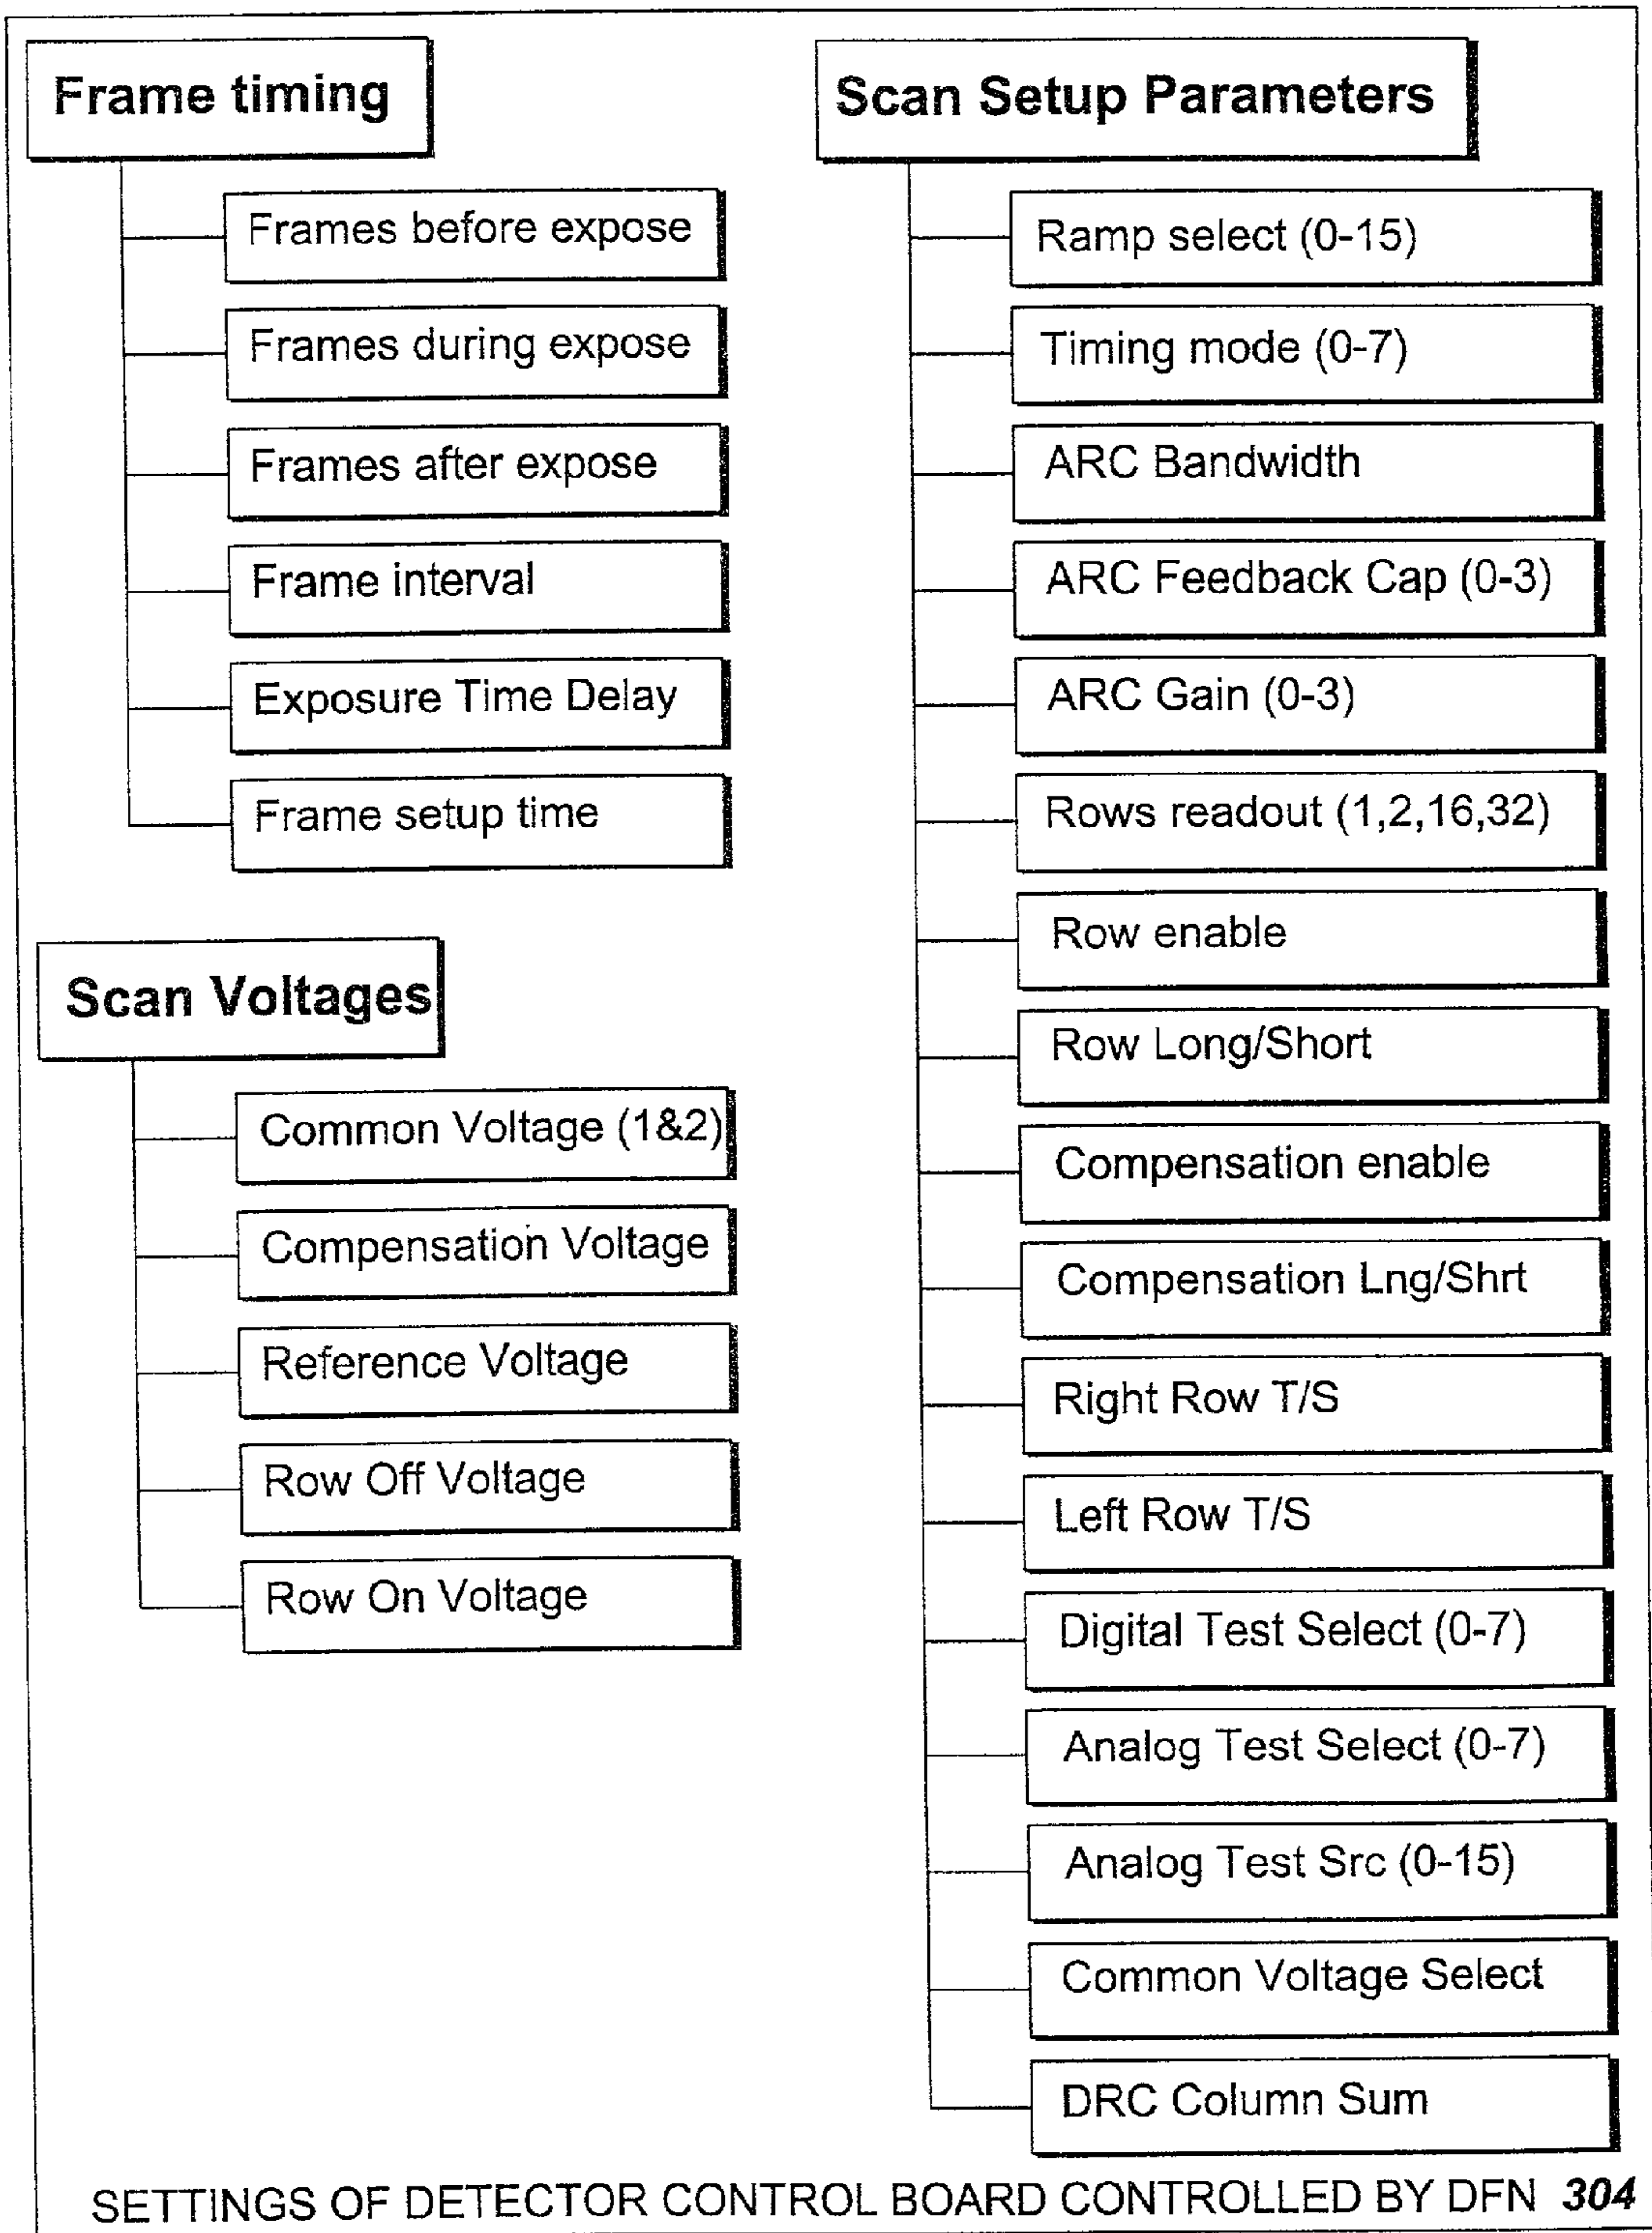 Frame timing
Frames before expose
Frames during expose
Frames after expose
Frame interval
Exposure Time Delay
Frame setup time
Scan Voltages
Common Voltage (1&2)
Compensation Voltage
Reference Voltage
Row Off Voltage
Row On Voltage
Scan Setup Parameters
Ramp select (0-15)
Timing mode (0-7)
ARC Bandwidth
ARC Feedback Cap (0-3)
ARC Gain (0-3)
Rows readout (1,2,16,32)
Row enable
Row Long/Short
Compensation enable
Compensation Lng/Shrt
Right Row T/S
Left Row T/S
Digital Test Select (0-7)
Analog Test Select (0-7)
Analog Test Src (0-15)
Common Voltage Select
DRC Column Sum
SETTINGS OF DETECTOR CONTROL BOARD CONTROLLED BY DFN 304